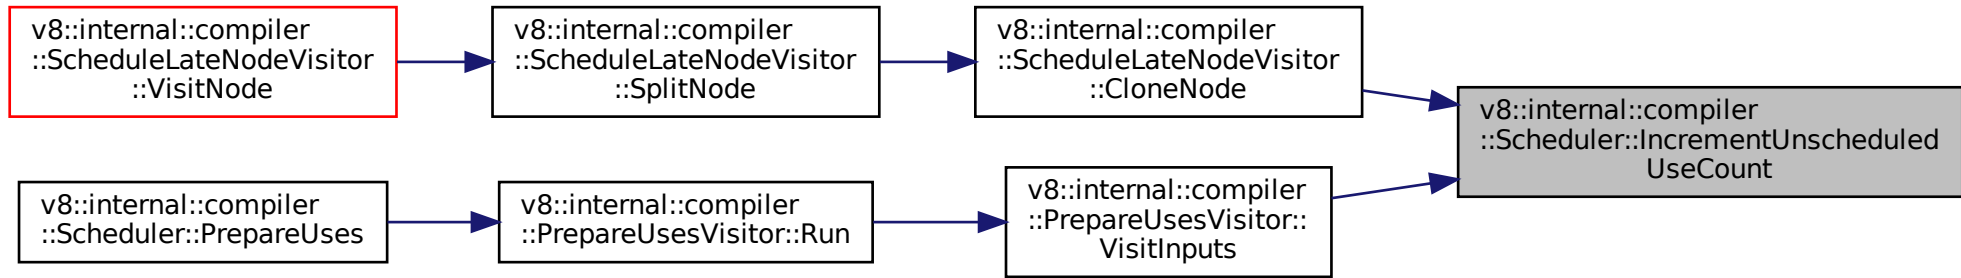 v8::internal::compiler
::ScheduleLateNodeVisitor
::VisitNode
v8::internal::compiler
::ScheduleLateNodeVisitor
::SplitNode
v8::internal::compiler
::ScheduleLateNodeVisitor
::CloneNode
v8::internal::compiler
::Scheduler::IncrementUnscheduled
UseCount
v8::internal::compiler
::Scheduler::PrepareUses
v8::internal::compiler
::PrepareUsesVisitor::Run
v8::internal::compiler
::PrepareUsesVisitor::
VisitInputs